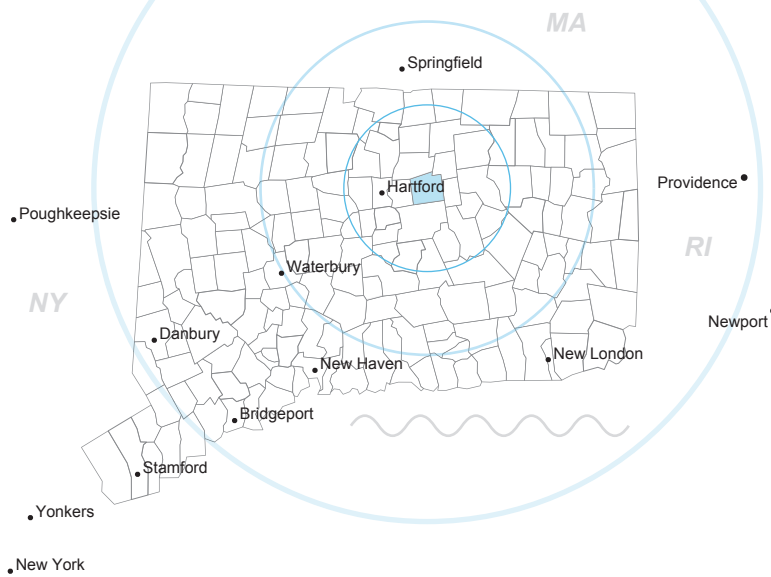 MA
Springfield
Hartford
Providence
Poughkeepsie
RI
Waterbury
NY
Newport
Danbury
New London
New Haven
Bridgeport
Stamford
Yonkers
New York